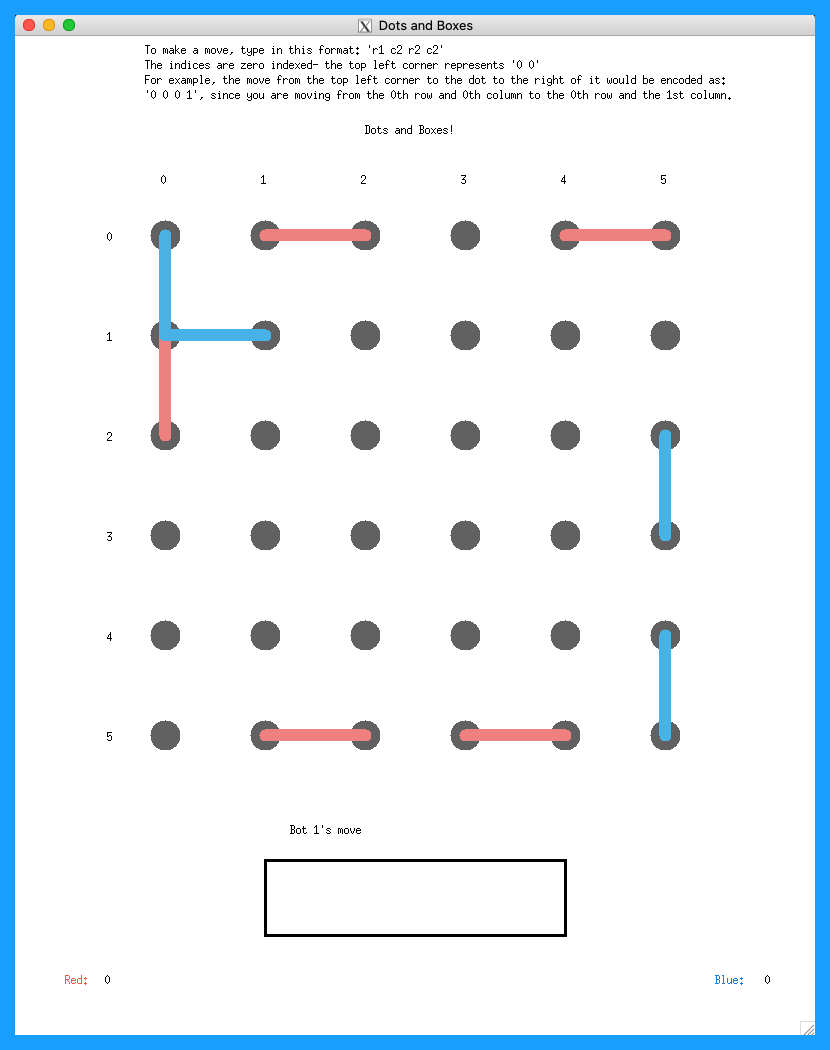 Dots and Boxes
To make a move, type in this format: 'r1 c2 r2 c2'
The indices are zero indexed- the top left corner represents '0 0'
For example, the move from the top left corner to the dot to the right of it would be encoded as:
'0 0 0 1', since you are moving from the 0th row and 0th column to the 0th row and the 1st column.
Dots and Boxes!
0 1 2 3 4 5
0
1
2
3
4
5
Bot 1's move
Red: 0 Blue: 0